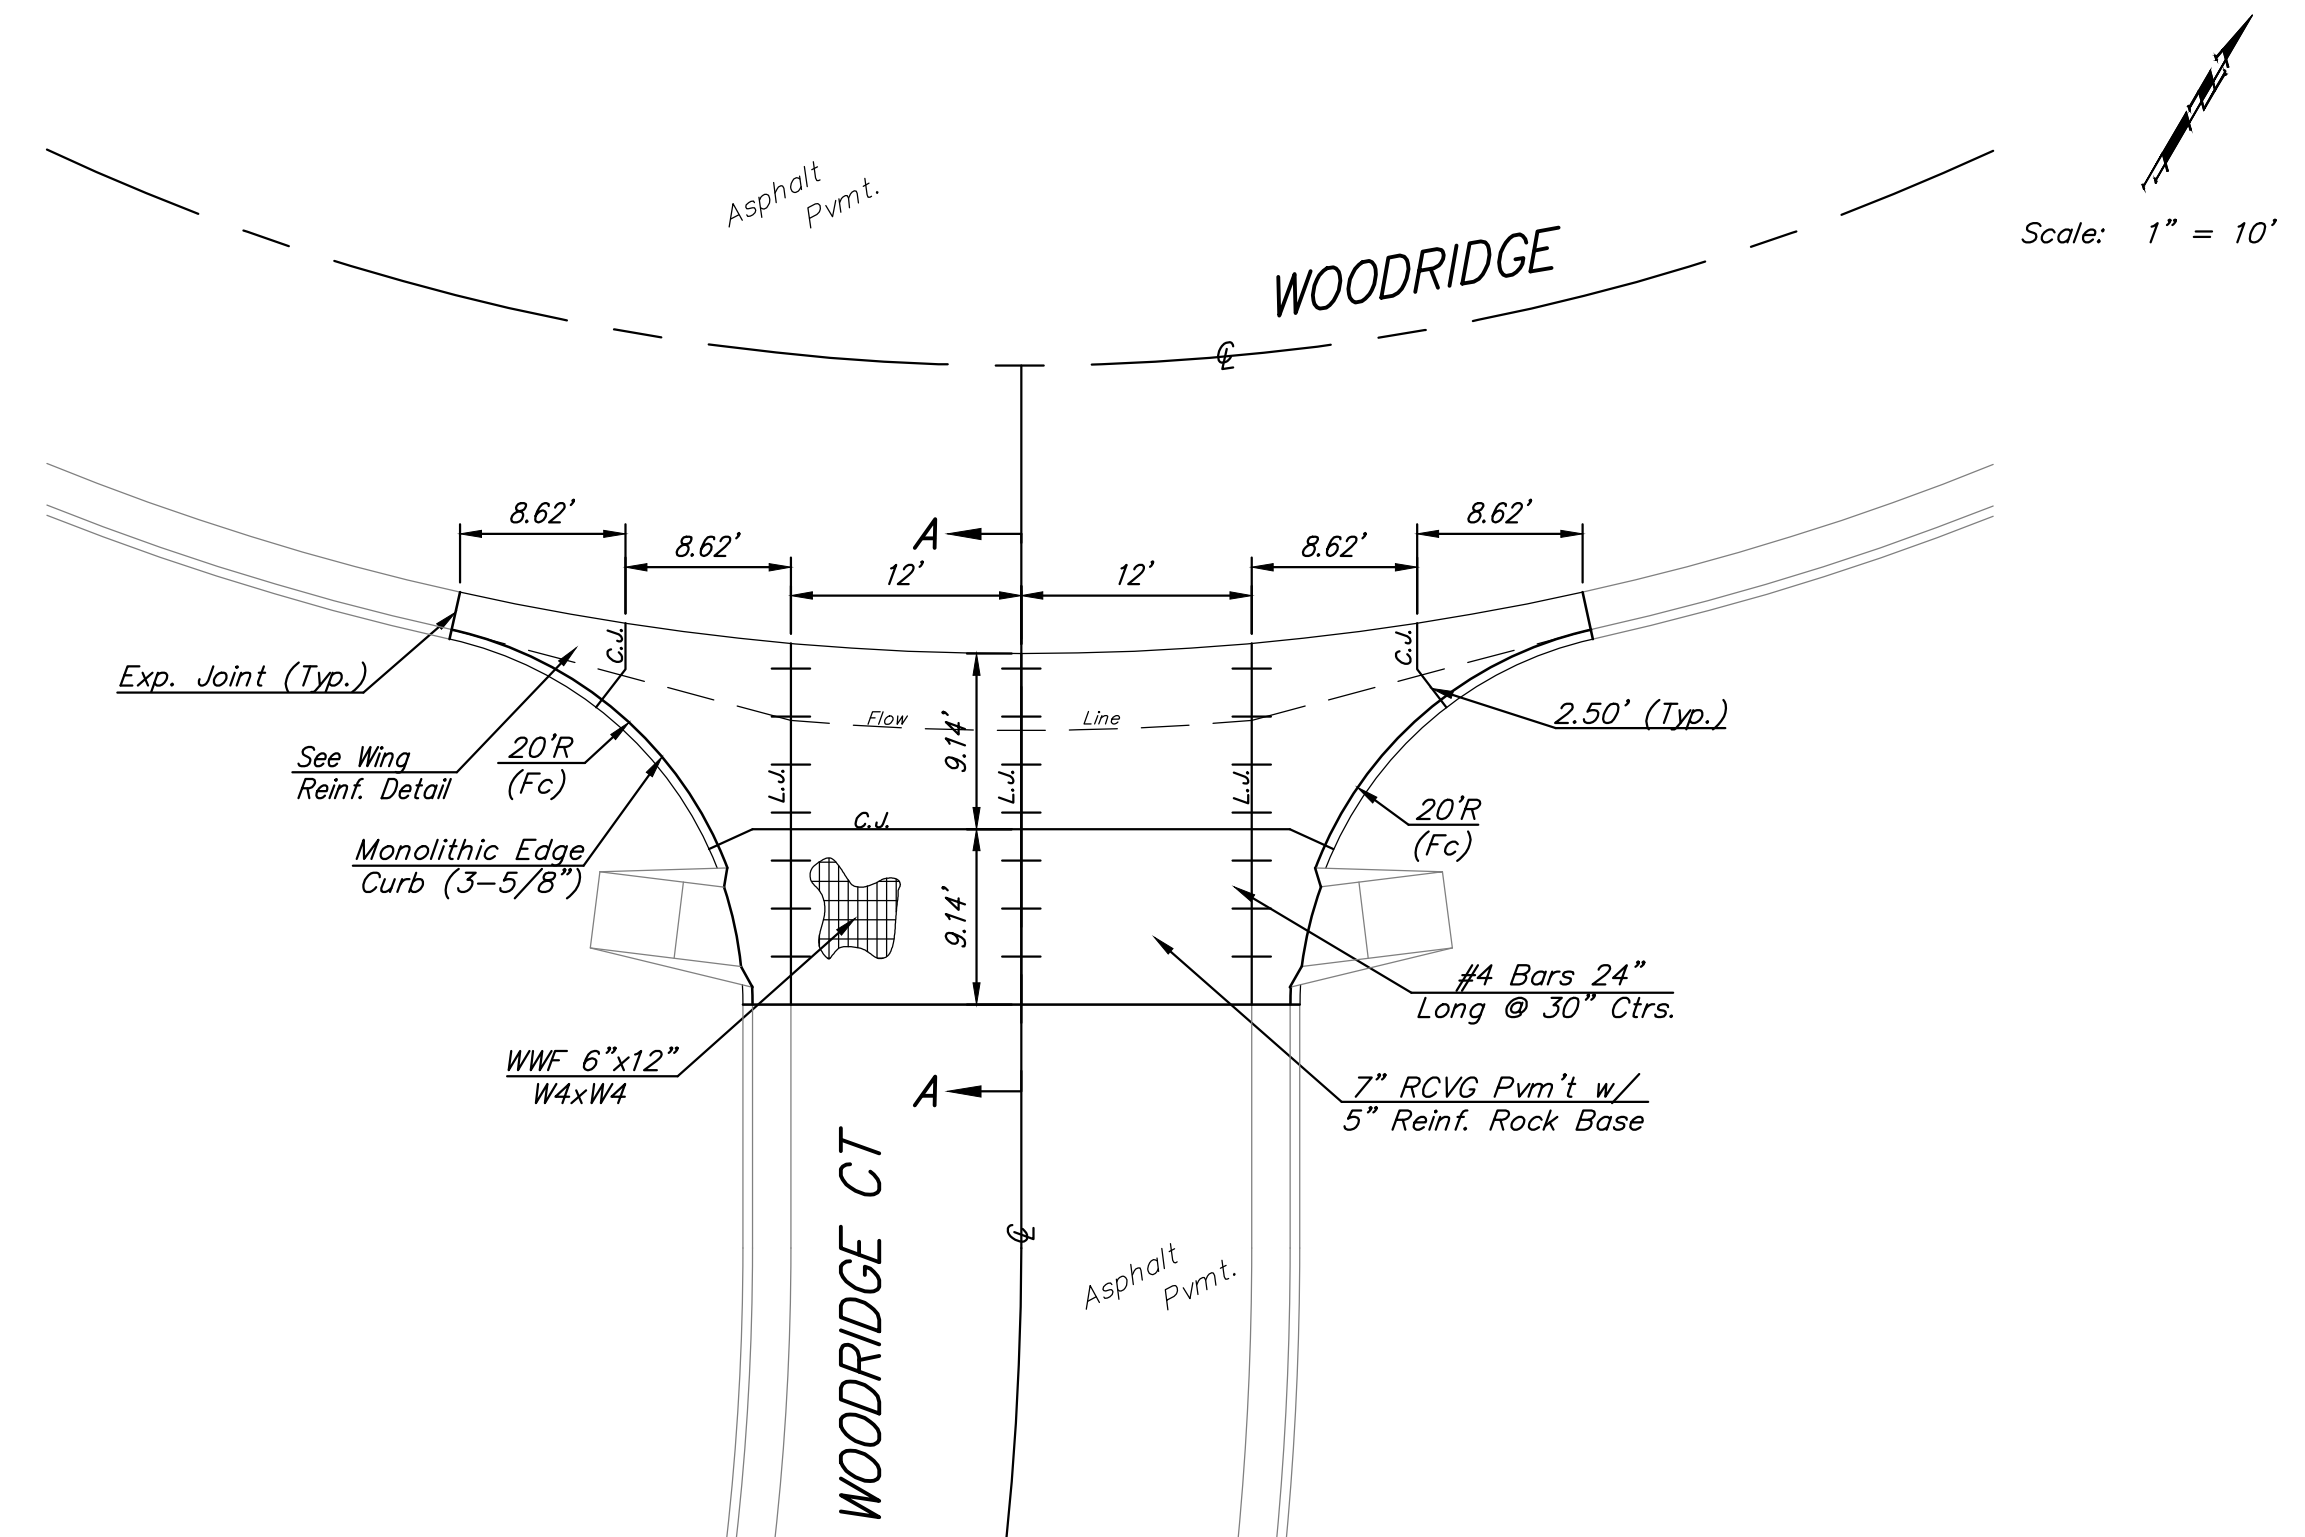 Asphalt
Pvmt.
WOODRIDGE
℄
Scale: 1" = 10'
8.62'
8.62'
12'
A
12'
8.62'
8.62'
C.J.
C.J.
Exp. Joint (Typ.)
Flow Line
2.50' (Typ.)
See Wing
Reinf. Detail
20'R
(Fc)
9.14'
L.J.
L.J.
L.J.
20'R
(Fc)
C.J.
Monolithic Edge
Curb (3-5/8")
9.14'
#4 Bars 24"
Long @ 30" Ctrs.
WWF 6"x12"
W4xW4
A
7" RCVG Pvm't w/
5" Reinf. Rock Base
WOODRIDGE CT
℄
Asphalt
Pvmt.